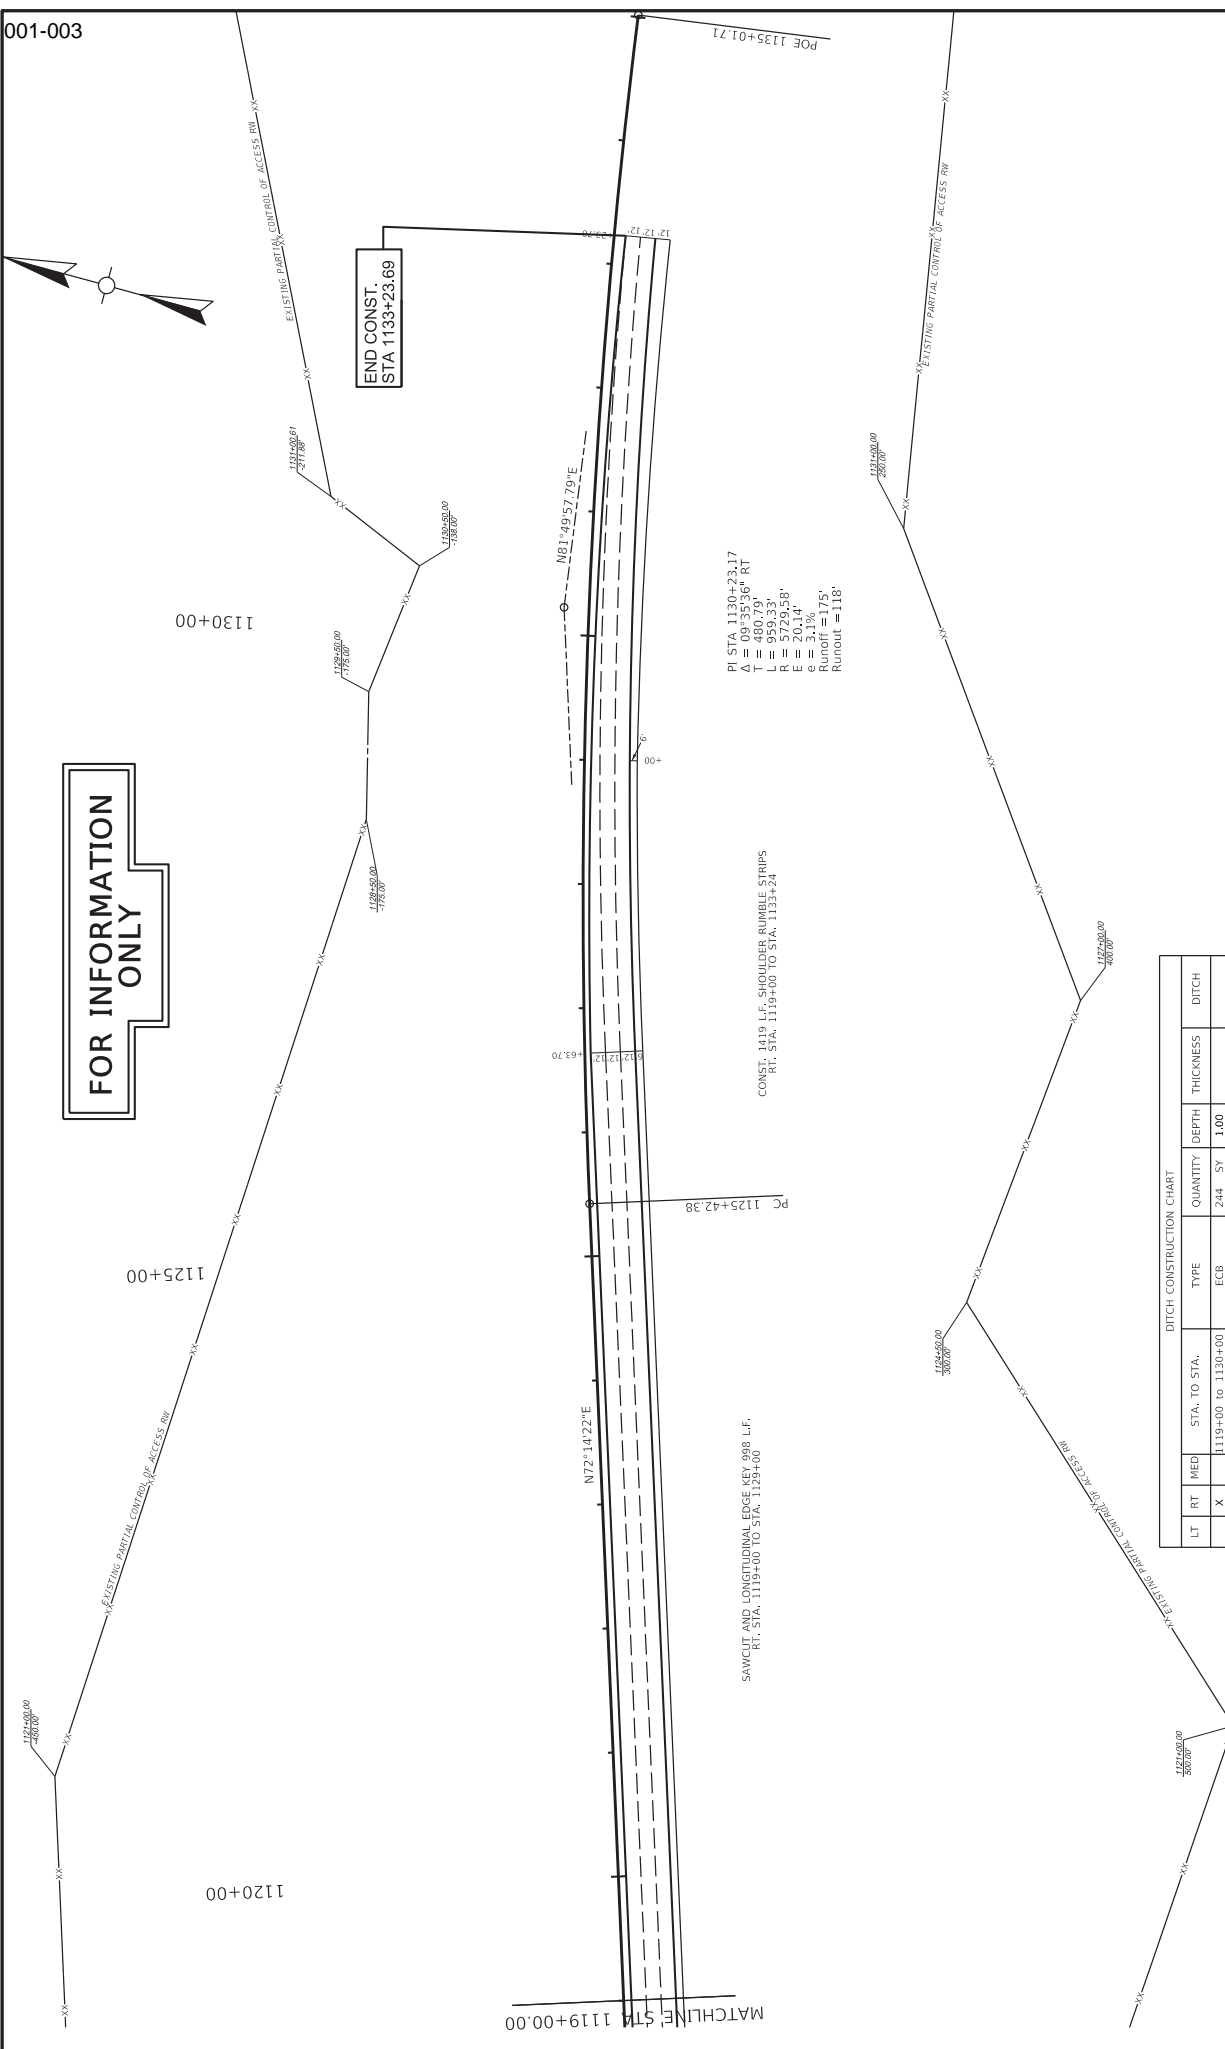 001-003
POE 1135+01.71
EXISTING PARTIAL CONTROL OF ACCESS RW
EXISTING PARTIAL CONTROL OF ACCESS RW
END CONST.
STA 1133+23.69
12' 12' 12'
1131+00.61
-211.88'
1130+50.00
-138.00'
1131+00.00
250.00'
N81°49'57.79"E
1130+00
1129+50.00
-175.00'
PI STA 1130+23.17
Δ = 09°35'36" RT
T = 480.79'
L = 959.33'
R = 5729.58'
E = 20.14'
e = 3.1%
Runoff =175'
Runout =118'
FOR INFORMATION
ONLY
6'
+00
1128+50.00
-175.00'
CONST. 1419 L.F. SHOULDER RUMBLE STRIPS
RT. STA. 1119+00 TO STA. 1133+24
1127+00.00
400.00'
+63.70
6' 12' 12' 12'
PC 1125+42.38
1125+00
1124+50.00
300.00'
N72°14'22"E
SAWCUT AND LONGITUDINAL EDGE KEY 998 L.F.
RT. STA. 1119+00 TO STA. 1129+00
EXISTING PARTIAL CONTROL OF ACCESS RW
EXISTING PARTIAL CONTROL OF ACCESS RW
DITCH CONSTRUCTION CHART
LT RT MED STA. TO STA. TYPE QUANTITY DEPTH THICKNESS DITCH
X 1119+00 to 1130+00 ECB 244 SY 1.00
1121+00.00
-450.00'
1121+00.00
500.00'
1120+00
MATCHLINE STA 1119+00.00